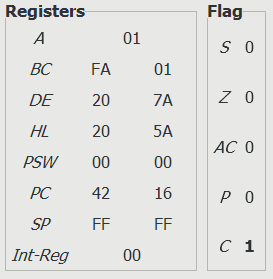 Registers Flag
A 01
BC FA 01
DE 20 7A
HL 20 5A
PSW 00 00
PC 42 16
SP FF FF
Int-Reg 00
S 0
Z 0
AC 0
P 0
C 1